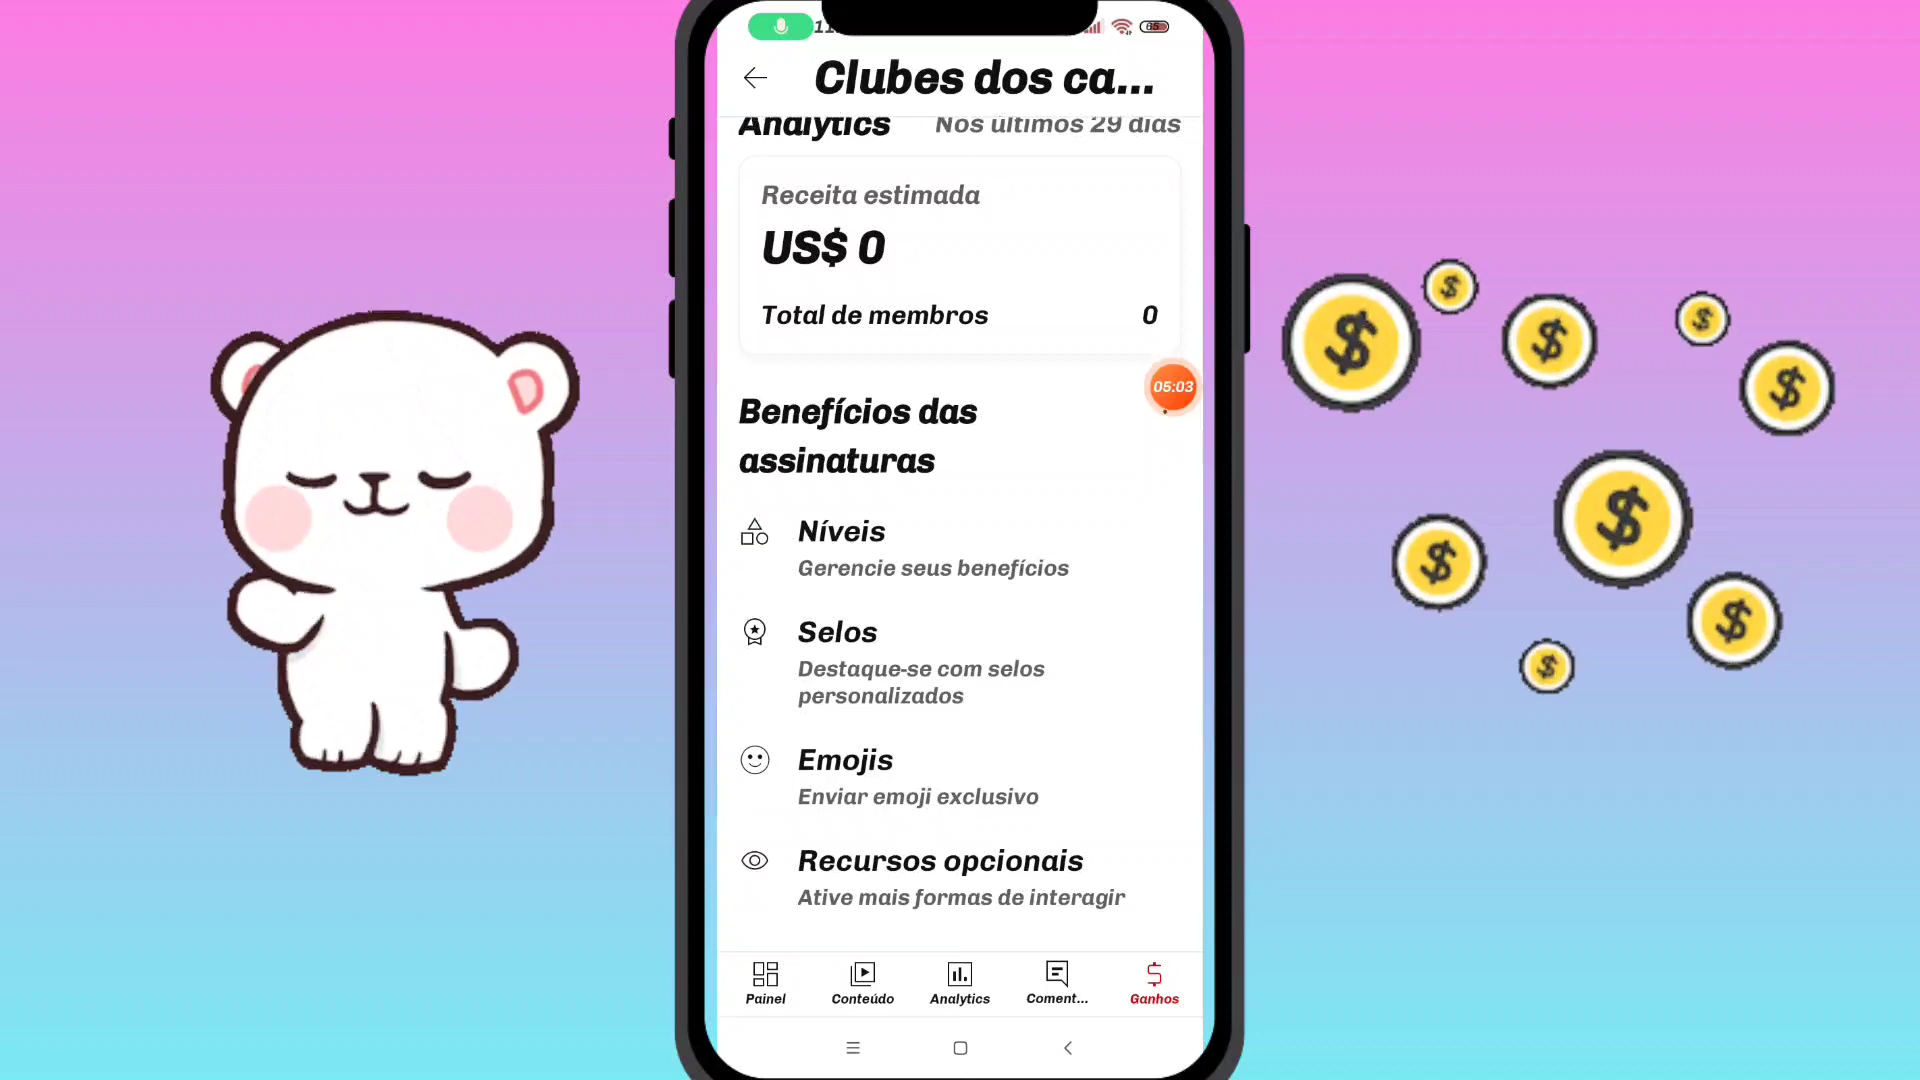 11
65
Clubes dos ca...
Analytics
Nos últimos 29 dias
Receita estimada
US$ 0
Total de membros 0
05:03
Benefícios das
assinaturas
Níveis
Gerencie seus benefícios
Selos
Destaque-se com selos
personalizados
Emojis
Enviar emoji exclusivo
Recursos opcionais
Ative mais formas de interagir
Painel
Conteúdo
Analytics
Coment...
Ganhos
$
$
$
$
$
$
$
$
$